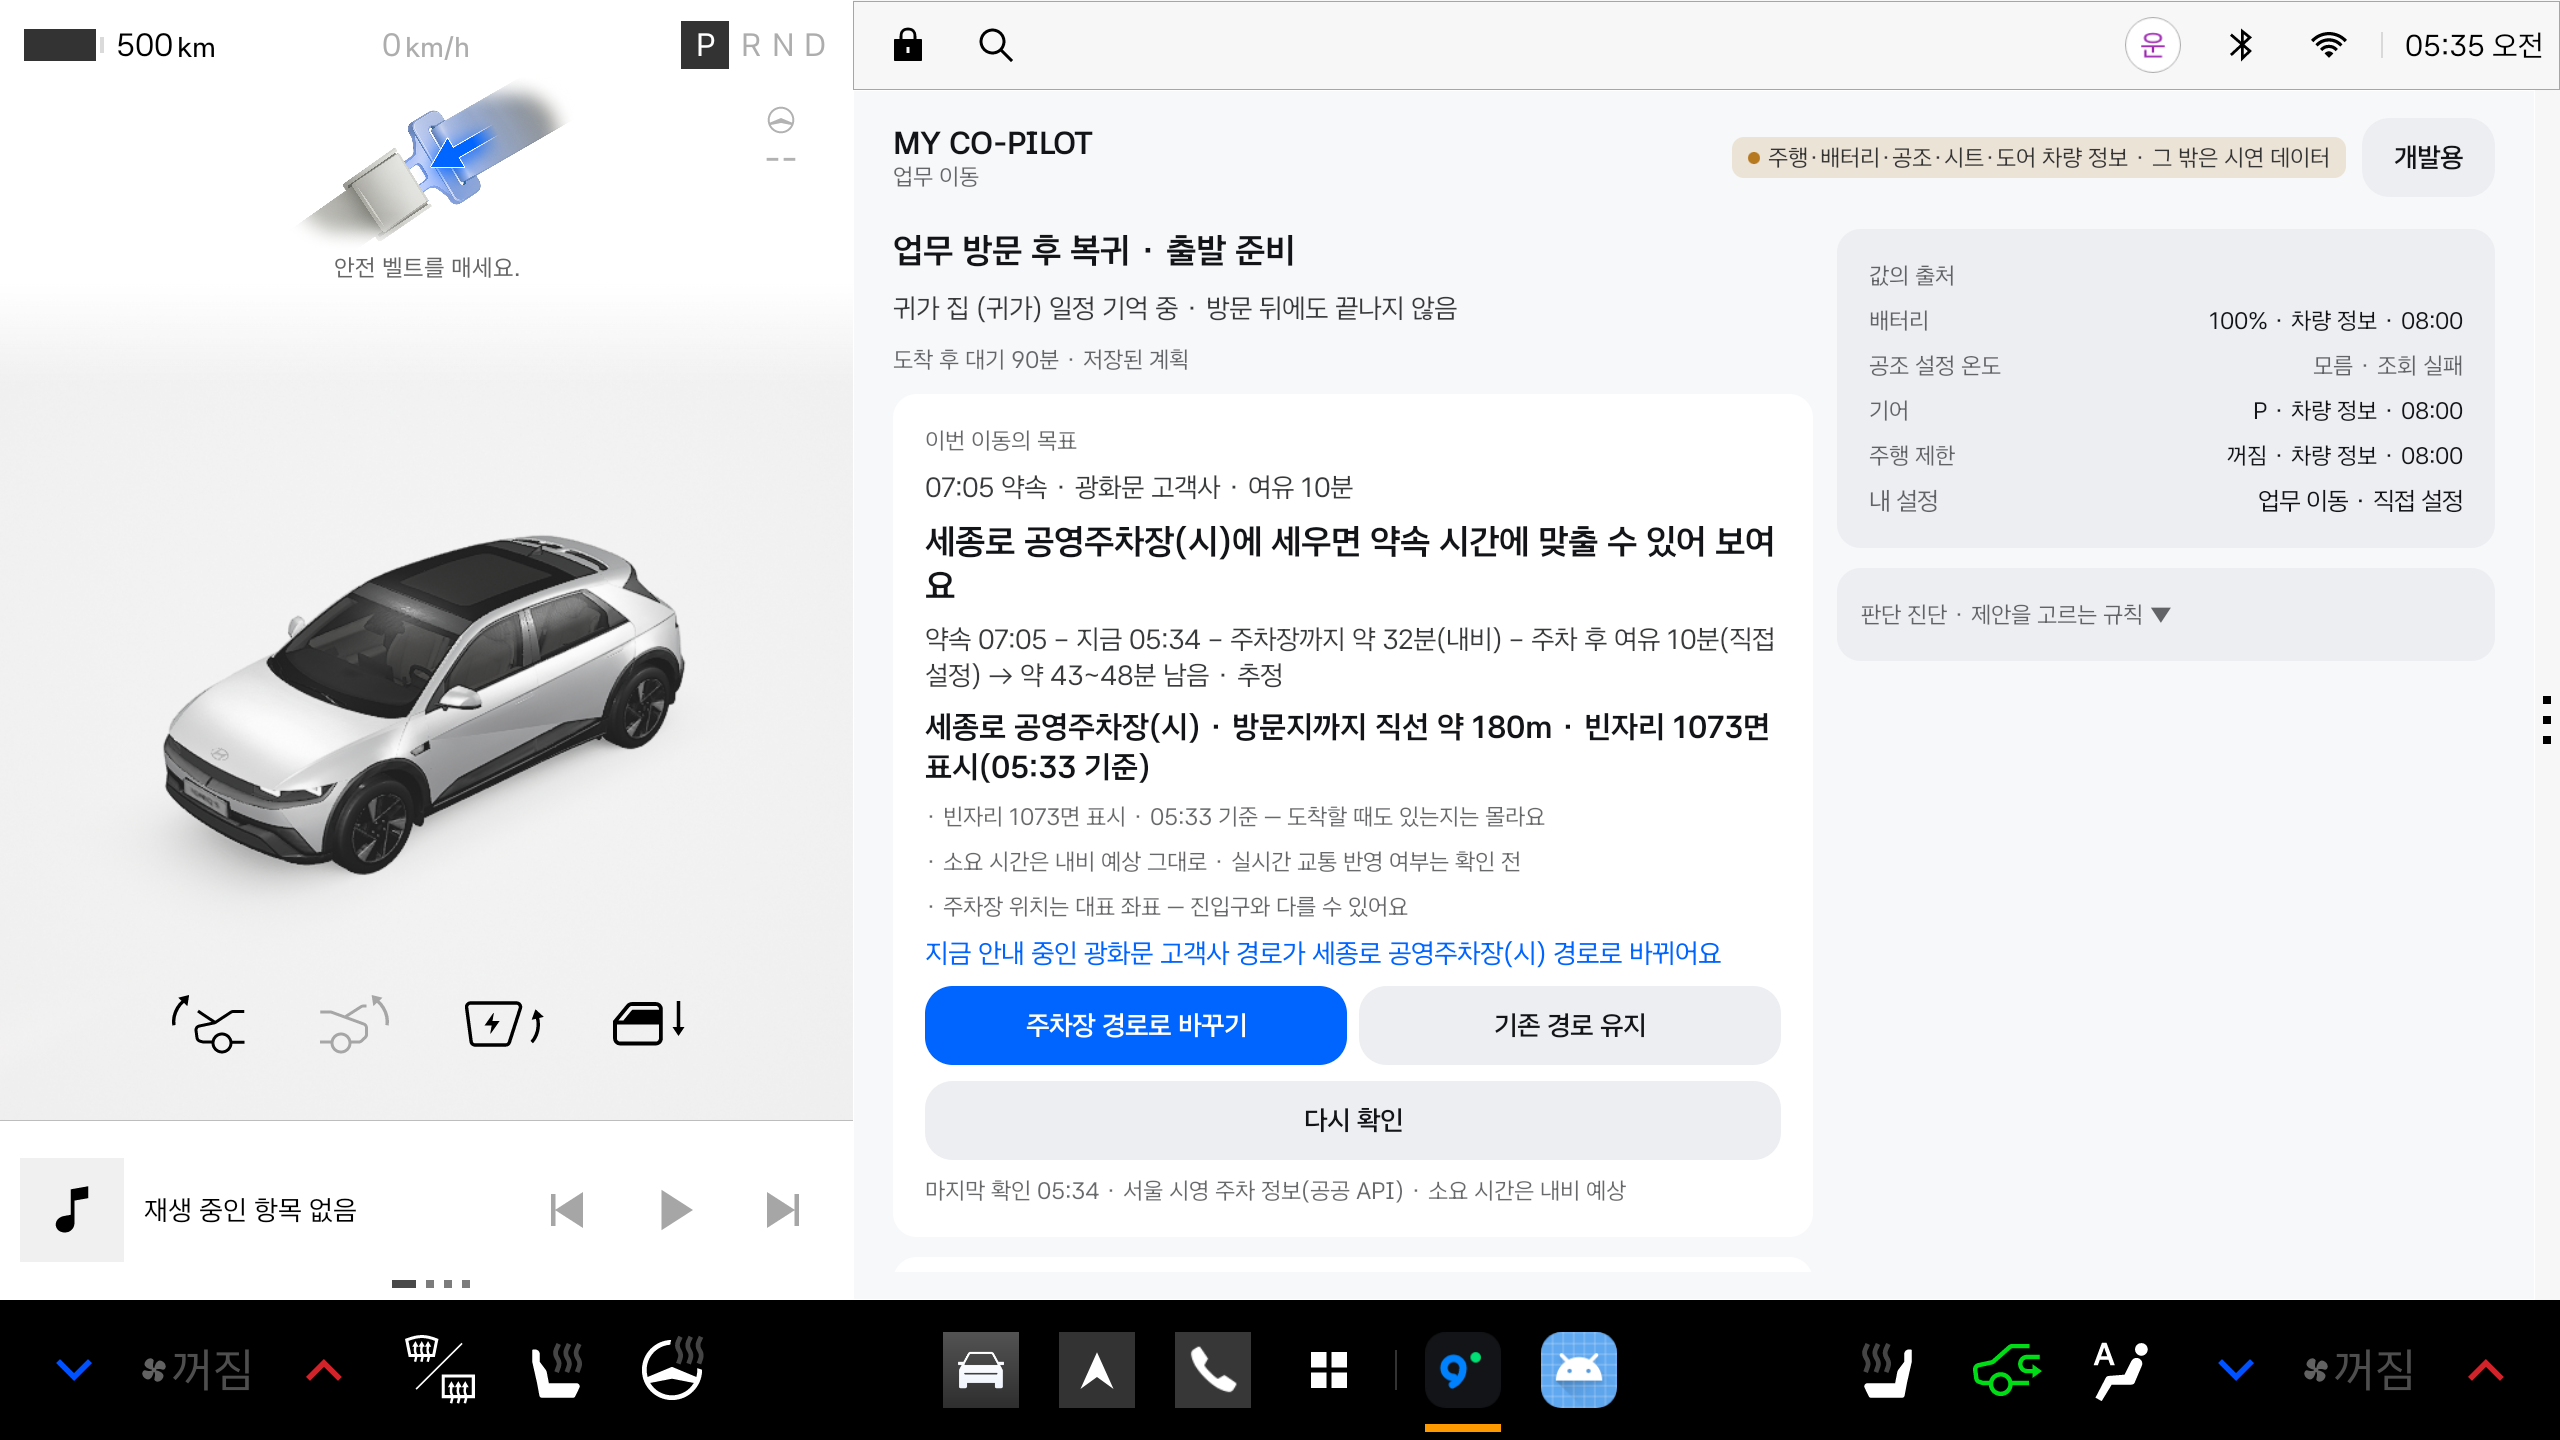 500 km
0 km/h
P R N D
안전 벨트를 매세요.
재생 중인 항목 없음
운
05:35 오전
MY CO-PILOT
업무 이동
주행·배터리·공조·시트·도어 차량 정보 · 그 밖은 시연 데이터
개발용
업무 방문 후 복귀 · 출발 준비
귀가 집 (귀가) 일정 기억 중 · 방문 뒤에도 끝나지 않음
도착 후 대기 90분 · 저장된 계획
이번 이동의 목표
07:05 약속 · 광화문 고객사 · 여유 10분
세종로 공영주차장(시)에 세우면 약속 시간에 맞출 수 있어 보여
요
약속 07:05 − 지금 05:34 − 주차장까지 약 32분(내비) − 주차 후 여유 10분(직접
설정) → 약 43~48분 남음 · 추정
세종로 공영주차장(시) · 방문지까지 직선 약 180m · 빈자리 1073면
표시(05:33 기준)
· 빈자리 1073면 표시 · 05:33 기준 — 도착할 때도 있는지는 몰라요
· 소요 시간은 내비 예상 그대로 · 실시간 교통 반영 여부는 확인 전
· 주차장 위치는 대표 좌표 — 진입구와 다를 수 있어요
지금 안내 중인 광화문 고객사 경로가 세종로 공영주차장(시) 경로로 바뀌어요
주차장 경로로 바꾸기
기존 경로 유지
다시 확인
마지막 확인 05:34 · 서울 시영 주차 정보(공공 API) · 소요 시간은 내비 예상
값의 출처
배터리 100% · 차량 정보 · 08:00
공조 설정 온도 모름 · 조회 실패
기어 P · 차량 정보 · 08:00
주행 제한 꺼짐 · 차량 정보 · 08:00
내 설정 업무 이동 · 직접 설정
판단 진단 · 제안을 고르는 규칙 ▼
꺼짐
A
꺼짐